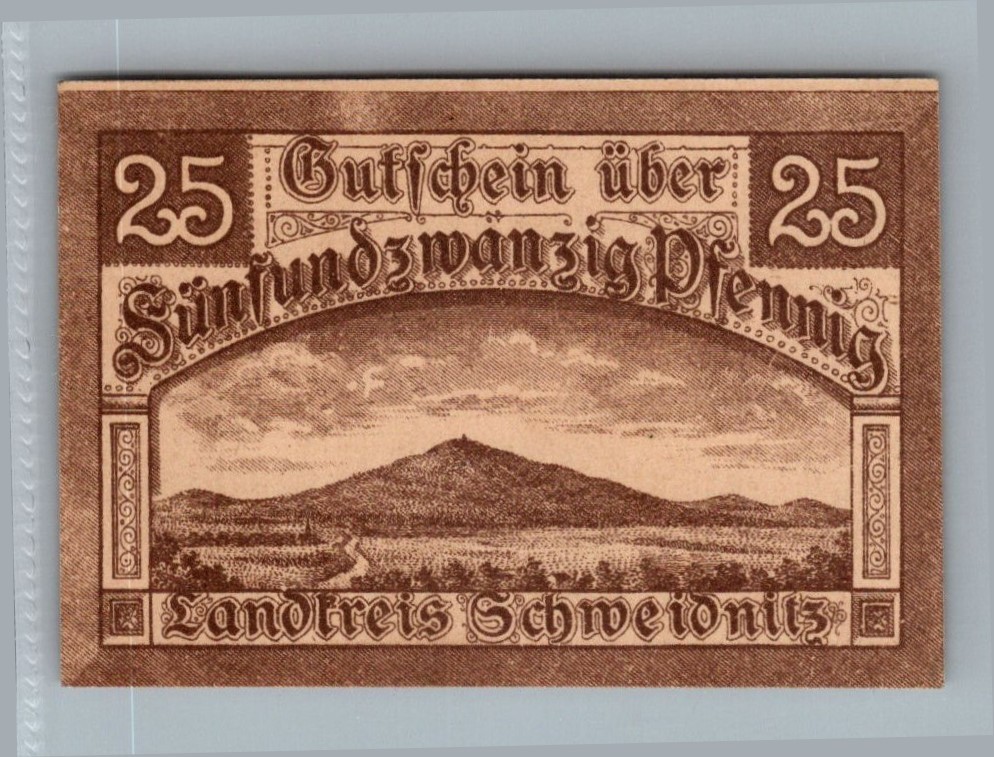 25 Gutschein über 25
Fünfundzwanzig Pfennig
Landkreis Schweidnitz